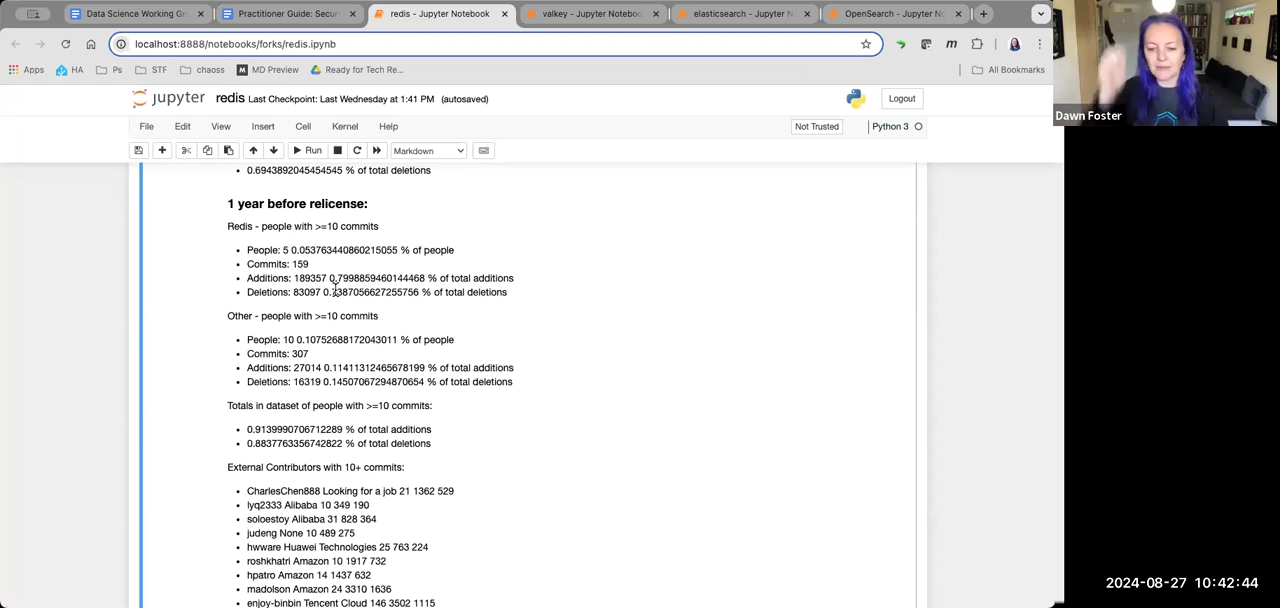 Data Science Working Gr
Practitioner Guide: Secur
redis - Jupyter Notebook
valkey - Jupyter Noteboo
elasticsearch - Jupyter N
OpenSearch - Jupyter No
localhost:8888/notebooks/forks/redis.ipynb
Apps
HA
Ps
STF
chaoss
MD Preview
Ready for Tech Re...
All Bookmarks
Dawn Foster
jupyter redis Last Checkpoint: Last Wednesday at 1:41 PM (autosaved)
Logout
File Edit View Insert Cell Kernel Help
Not Trusted
Python 3
Run
Markdown
0.6943892045454545 % of total deletions
1 year before relicense:
Redis - people with >=10 commits
People: 5 0.053763440860215055 % of people
Commits: 159
Additions: 189357 0.7998859460144468 % of total additions
Deletions: 83097 % of total deletions
Other - people with >=10 commits
People: 10 0.10752688172043011 % of people
Commits: 307
Additions: 27014 0.11411312465678199 % of total additions
Deletions: 16319 0.14507067294870654 % of total deletions
Totals in dataset of people with >=10 commits:
0.9139990706712289 % of total additions
0.8837763356742822 % of total deletions
External Contributors with 10+ commits:
CharlesChen888 Looking for a job 21 1362 529
lyq2333 Alibaba 10 349 190
soloestoy Alibaba 31 828 364
judeng None 10 489 275
hwware Huawei Technologies 25 763 224
roshkhatri Amazon 10 1917 732
hpatro Amazon 14 1437 632
madolson Amazon 24 3310 1636
enjoy-binbin Tencent Cloud 146 3502 1115
2024-08-27 10:42:44